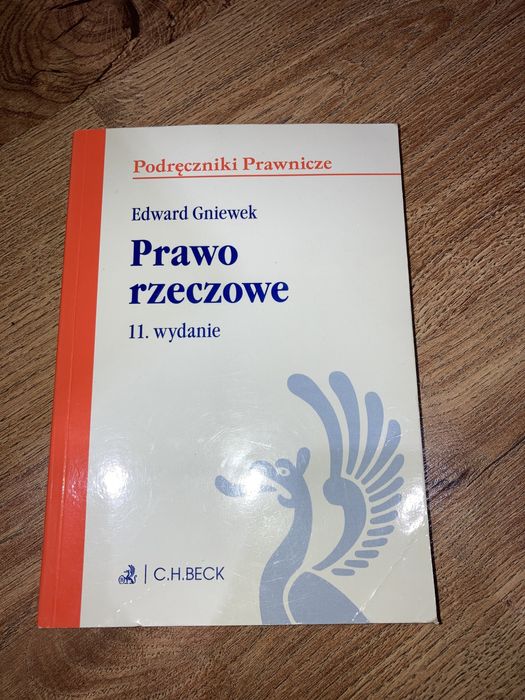 Podręczniki Prawnicze
Edward Gniewek
Prawo
rzeczowe
11. wydanie
C.H.BECK